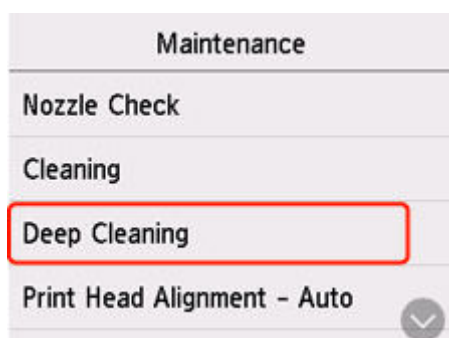 Maintenance
Nozzle Check
Cleaning
Deep Cleaning
Print Head Alignment - Auto